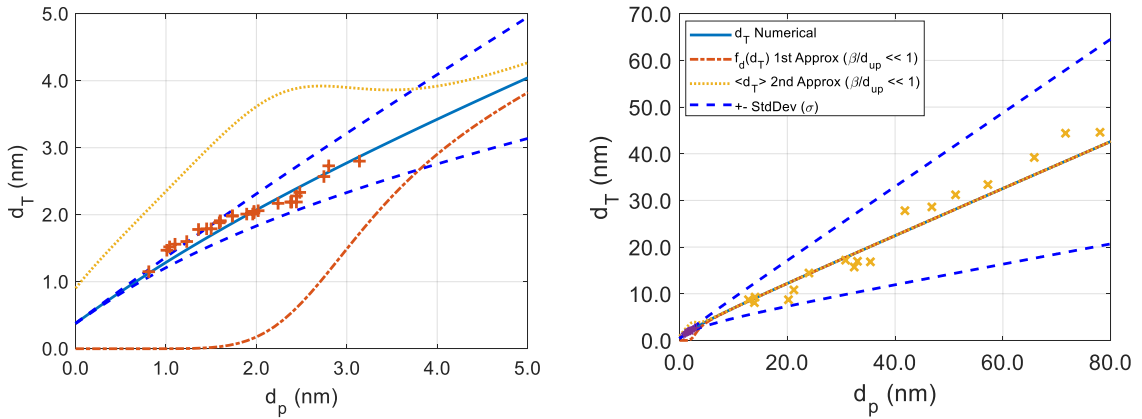 5.0
4.0
3.0
2.0
1.0
0.0
d_T (nm)
0.0 1.0 2.0 3.0 4.0 5.0
d_p (nm)
70.0
60.0
50.0
40.0
30.0
20.0
10.0
0.0
d_T (nm)
d_T Numerical
f_d(d_T) 1st Approx (β/d_up << 1)
<d_T> 2nd Approx (β/d_up << 1)
+- StdDev (σ)
0.0 20.0 40.0 60.0 80.0
d_p (nm)